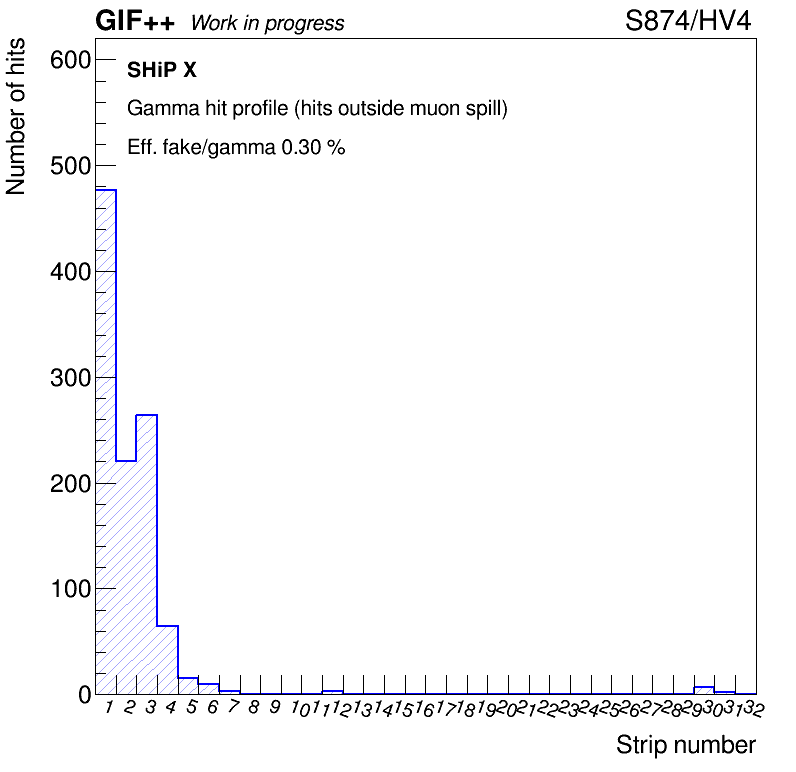 GIF++ Work in progress S874/HV4
Number of hits
SHiP X
Gamma hit profile (hits outside muon spill)
Eff. fake/gamma 0.30 %
600
500
400
300
200
100
0
1 2 3 4 5 6 7 8 9 10 11 12 13 14 15 16 17 18 19 20 21 22 23 24 25 26 27 28 29 30 31 32
Strip number